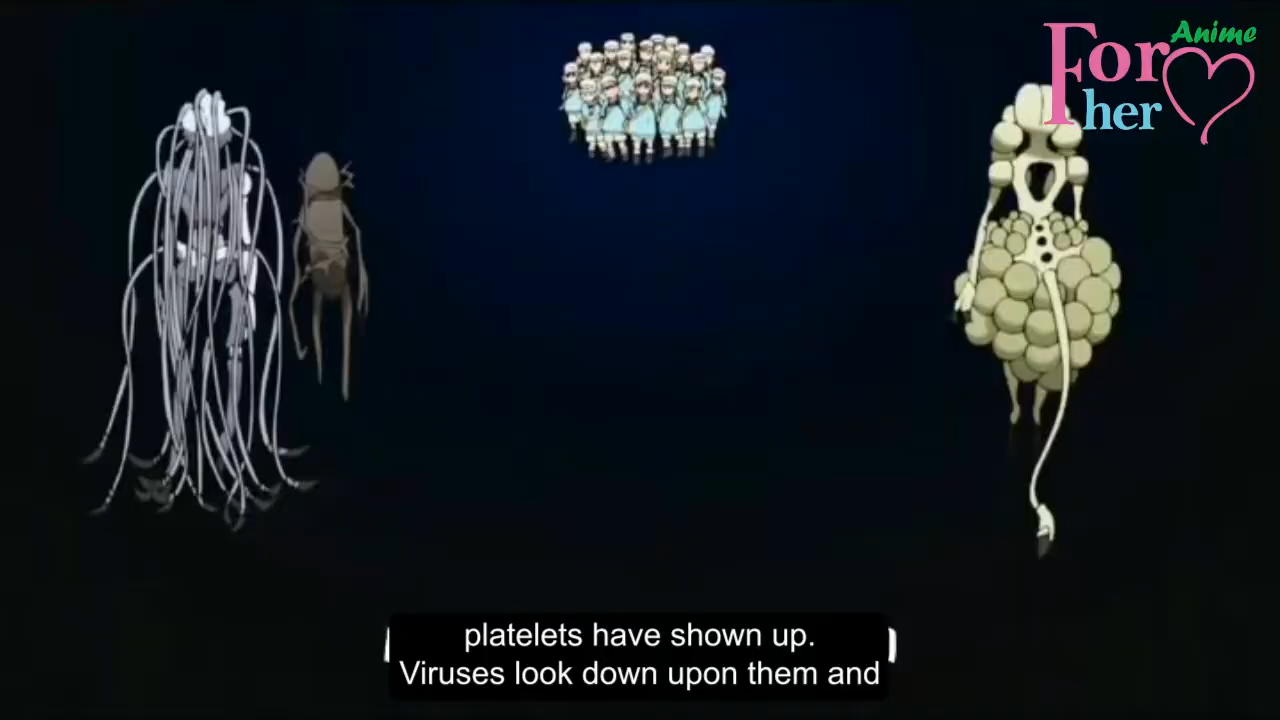 Anime
For
her
platelets have shown up.
Viruses look down upon them and